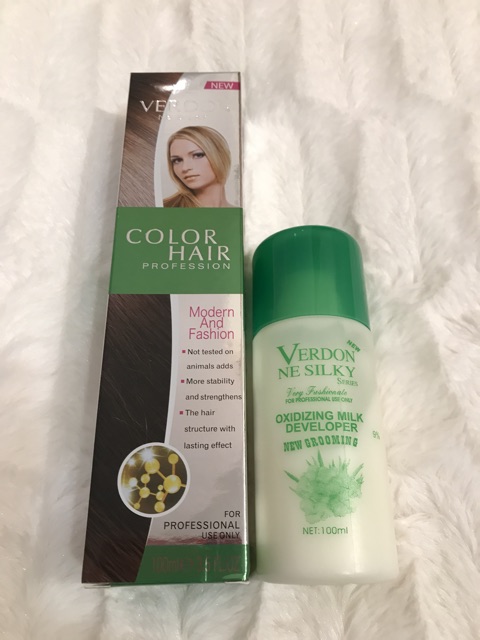 NEW
COLOR
HAIR
PROFESSION
Modern
And
Fashion
Not tested on
animals adds
More stability
and strengthens
The hair
structure with
lasting effect
FOR
PROFESSIONAL
USE ONLY
NEW
VERDON
NE SILKY
Series
Very Fashionate
FOR PROFESSIONAL USE ONLY
OXIDIZING MILK
DEVELOPER
NEW GROOMING
NET:100ml